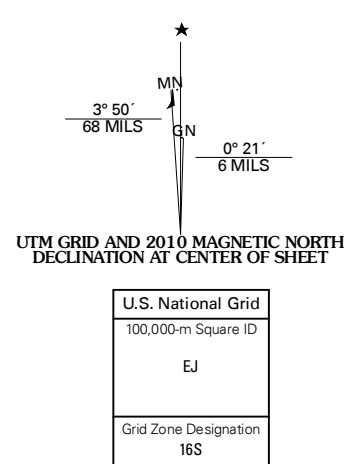 MN
3° 50´
68 MILS
GN
0° 21´
6 MILS
UTM GRID AND 2010 MAGNETIC NORTH
DECLINATION AT CENTER OF SHEET
U.S. National Grid
100,000-m Square ID
EJ
Grid Zone Designation
16S